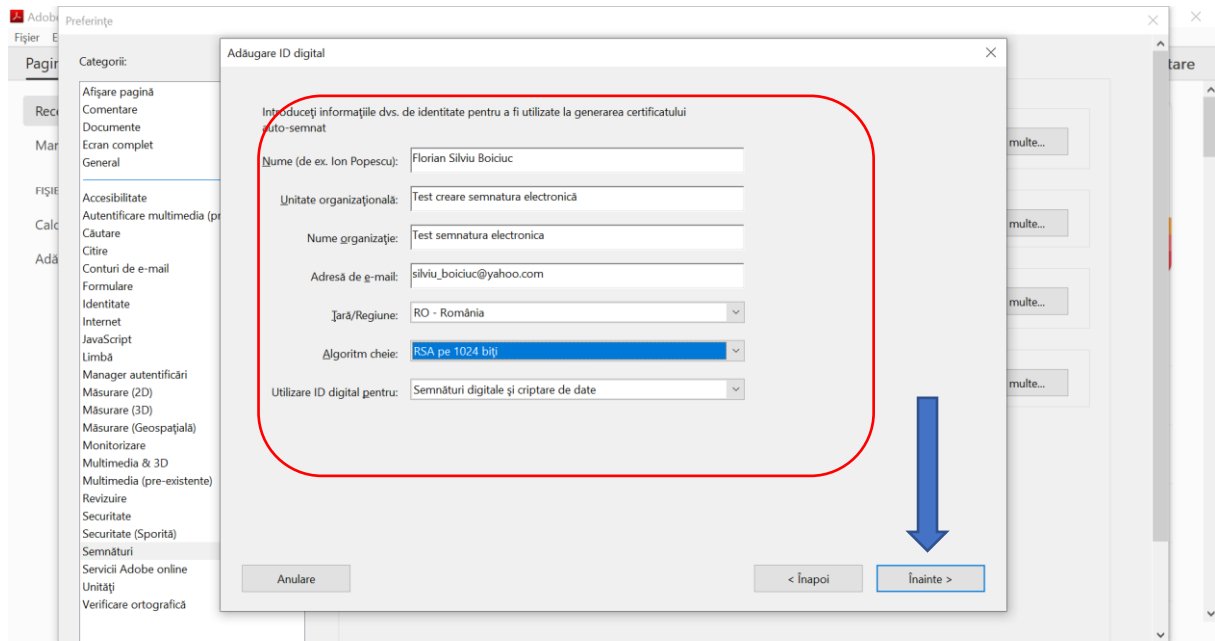 Adobe
Preferințe
Fișier E
Pagir
Categorii:
Adăugare ID digital
tare
Afișare pagină
Comentare
Documente
Ecran complet
General
Accesibilitate
Autentificare multimedia (pr
Căutare
Citire
Conturi de e-mail
Formulare
Identitate
Internet
JavaScript
Limbă
Manager autentificări
Măsurare (2D)
Măsurare (3D)
Măsurare (Geospațială)
Monitorizare
Multimedia & 3D
Multimedia (pre-existente)
Revizuire
Securitate
Securitate (Sporită)
Semnături
Servicii Adobe online
Unități
Verificare ortografică
Rece
Mar
FIȘIE
Calc
Adă
Introduceți informațiile dvs. de identitate pentru a fi utilizate la generarea certificatului
auto-semnat
Nume (de ex. Ion Popescu): Florian Silviu Boiciuc
Unitate organizațională: Test creare semnatura electronică
Nume organizație: Test semnatura electronica
Adresă de e-mail: silviu_boiciuc@yahoo.com
Țară/Regiune: RO - România
Algoritm cheie: RSA pe 1024 biți
Utilizare ID digital pentru: Semnături digitale și criptare de date
multe...
multe...
multe...
multe...
Anulare
< Înapoi
Înainte >